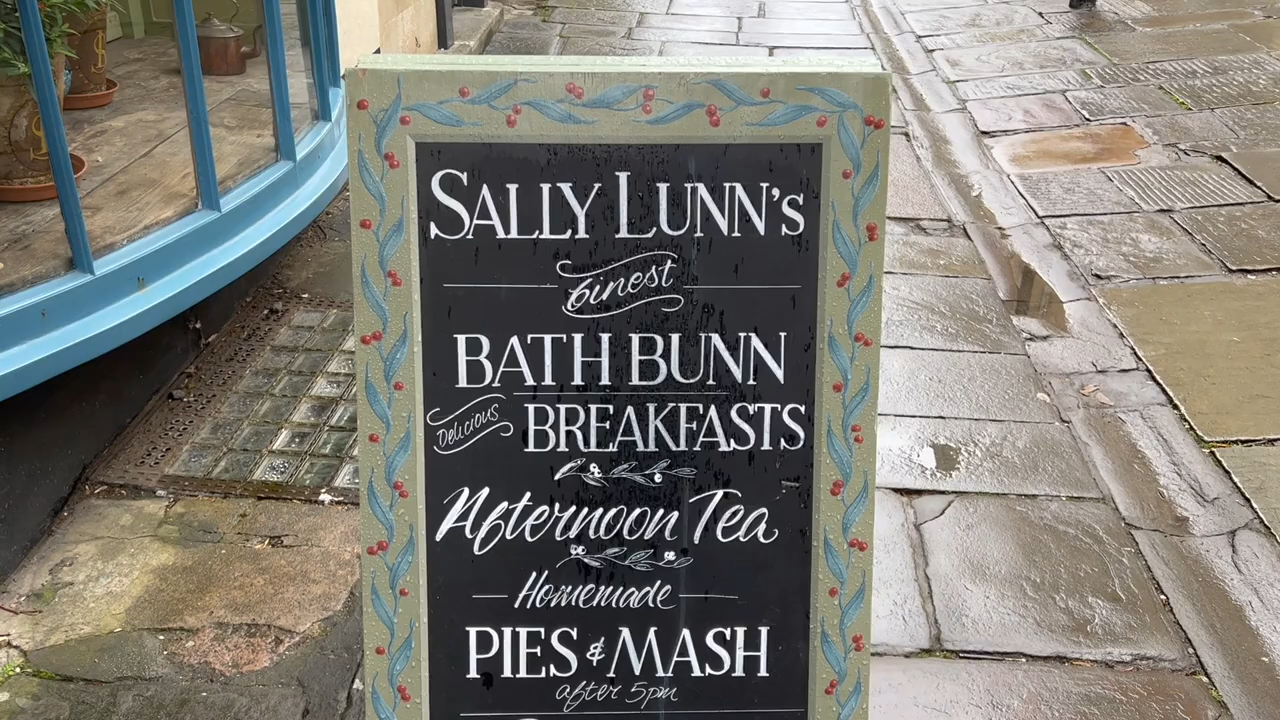 SALLY LUNN'S
finest
BATH BUNN
Delicious BREAKFASTS
Afternoon Tea
Homemade
PIES & MASH
after 5pm